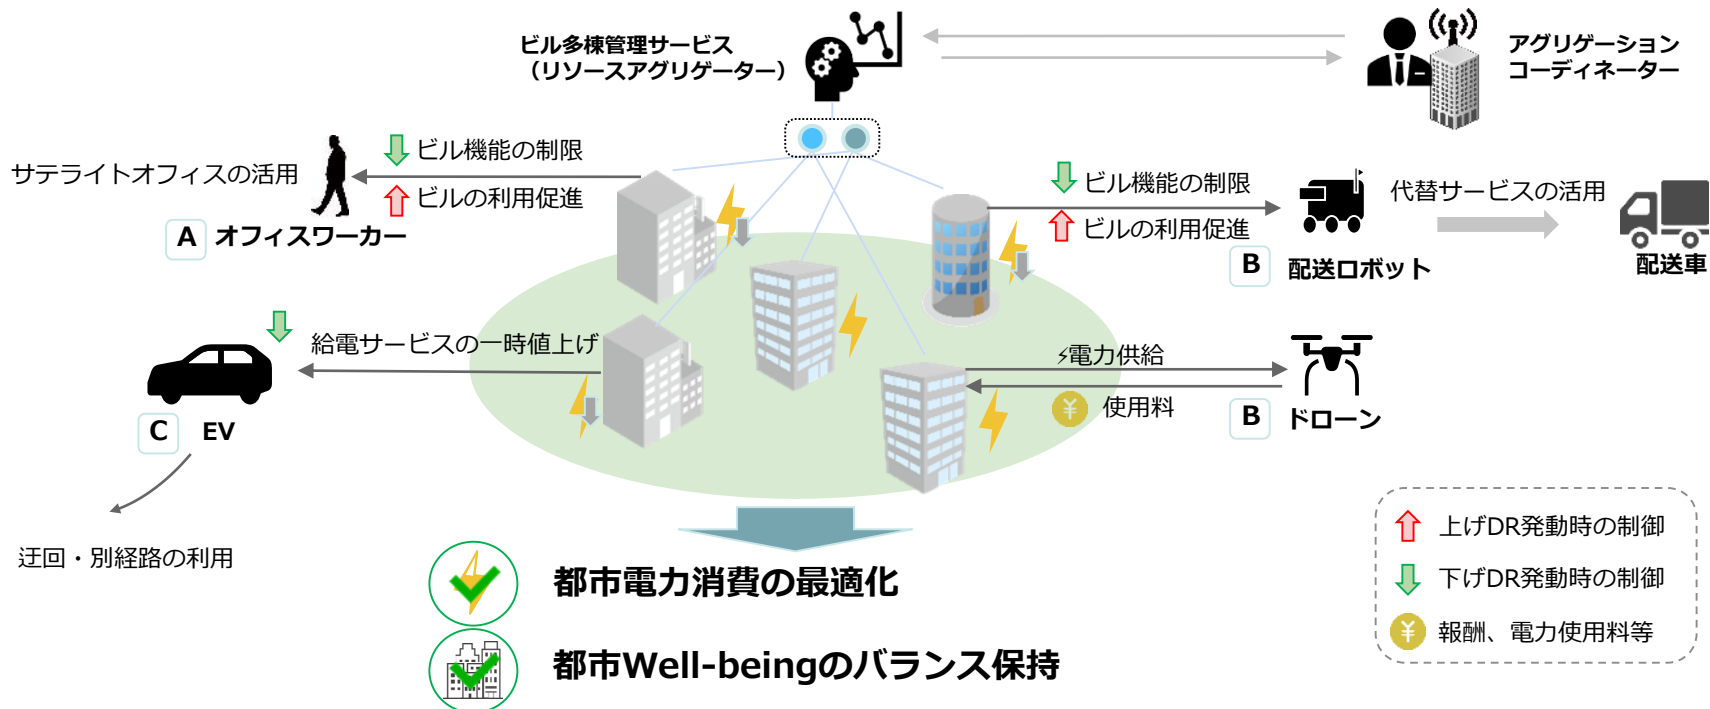 ビル多棟管理サービス
（リソースアグリゲーター）
アグリゲーション
コーディネーター
サテライトオフィスの活用
ビル機能の制限
ビルの利用促進
A オフィスワーカー
ビル機能の制限
ビルの利用促進
B 配送ロボット
代替サービスの活用
配送車
給電サービスの一時値上げ
C EV
迂回・別経路の利用
⚡電力供給
¥ 使用料
B ドローン
都市電力消費の最適化
都市Well-beingのバランス保持
上げDR発動時の制御
下げDR発動時の制御
¥ 報酬、電力使用料等